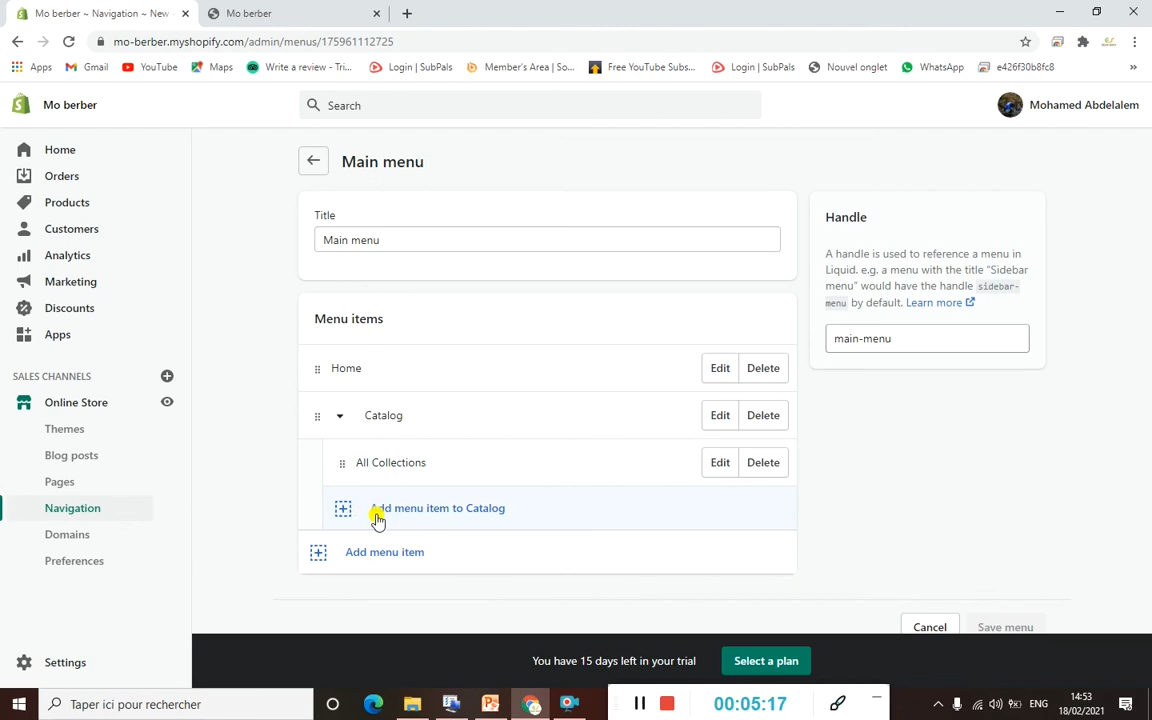 Mo berber ~ Navigation ~ New
Mo berber
mo-berber.myshopify.com/admin/menus/175961112725
Apps
Gmail
YouTube
Maps
Write a review - Tri...
Login | SubPals
Member's Area | So...
Free YouTube Subs...
Login | SubPals
Nouvel onglet
WhatsApp
e426f30b8fc8
»
Mo berber
Search
Mohamed Abdelalem
Home
Orders
Products
Customers
Analytics
Marketing
Discounts
Apps
SALES CHANNELS
Online Store
Themes
Blog posts
Pages
Navigation
Domains
Preferences
Settings
Main menu
Title
Main menu
Menu items
Home
Edit
Delete
Catalog
Edit
Delete
All Collections
Edit
Delete
Add menu item to Catalog
Add menu item
Handle
A handle is used to reference a menu in
Liquid. e.g. a menu with the title "Sidebar
menu" would have the handle sidebar-
menu by default. Learn more
main-menu
Cancel
Save menu
You have 15 days left in your trial
Select a plan
Taper ici pour rechercher
00:05:17
ENG
14:53
18/02/2021